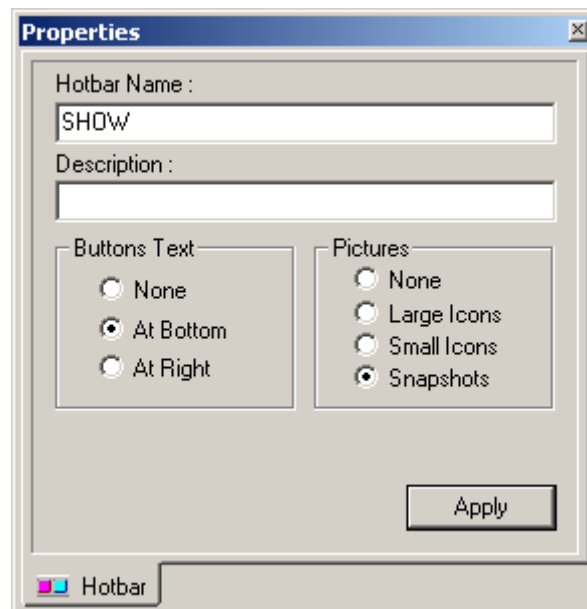 Properties
Hotbar Name :
SHOW
Description :
Buttons Text
None
At Bottom
At Right
Pictures
None
Large Icons
Small Icons
Snapshots
Apply
Hotbar